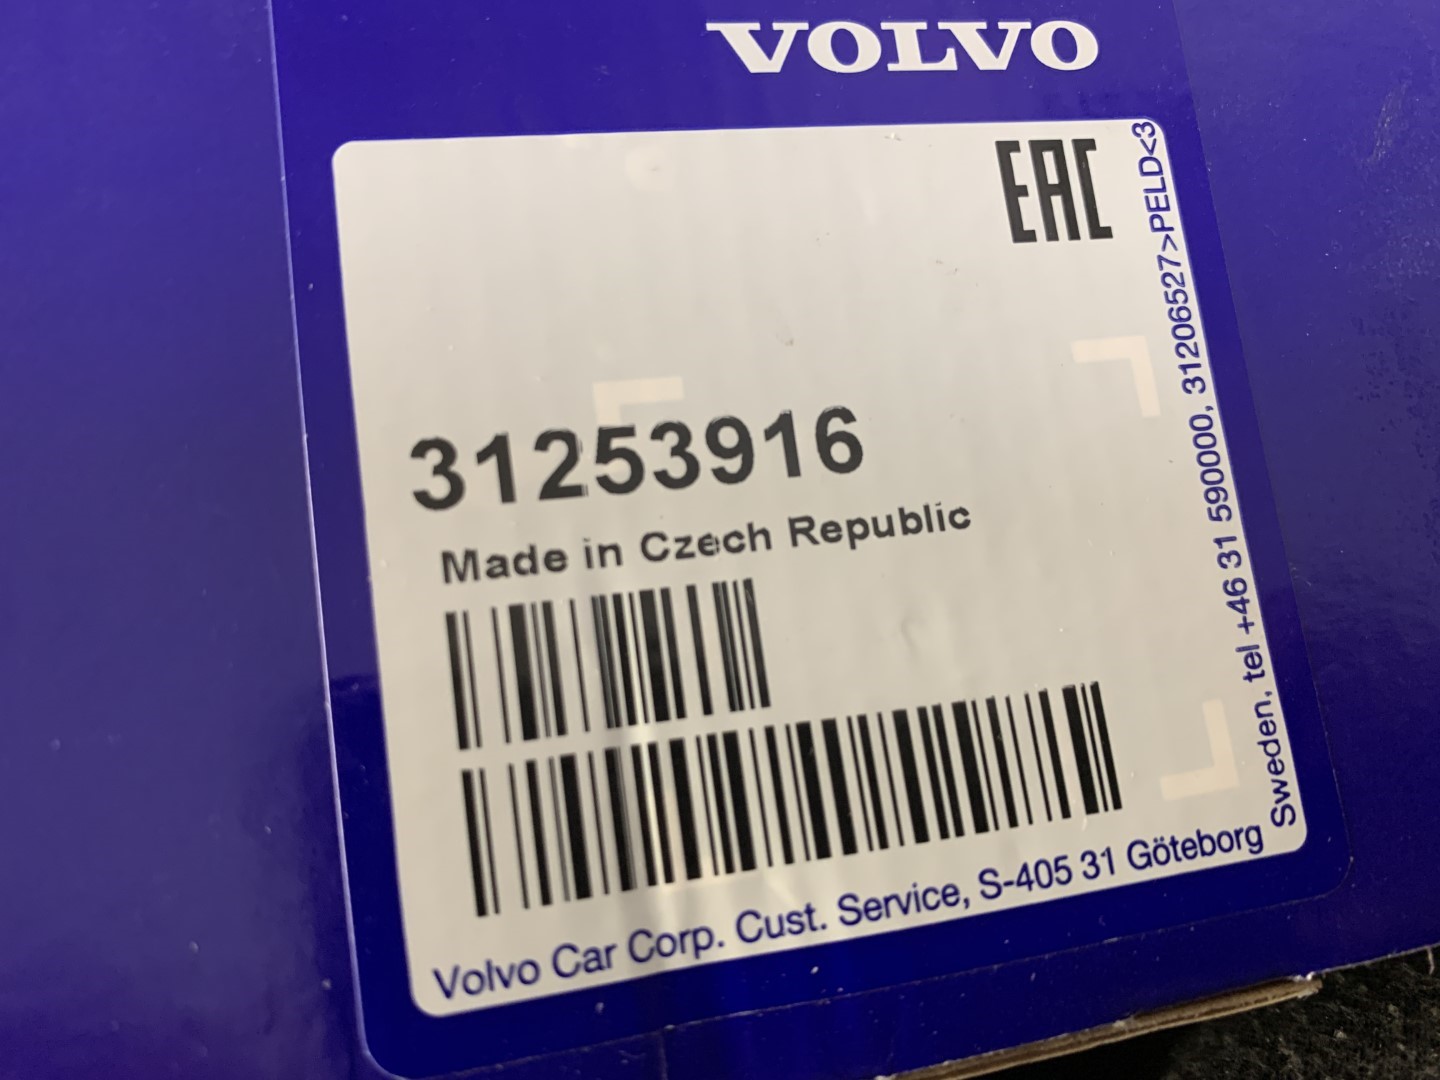 VOLVO
EAC
31253916
Made in Czech Republic
Volvo Car Corp. Cust. Service, S-405 31 Göteborg
Sweden. tel +46 31 590000, 31206527>PELD<3